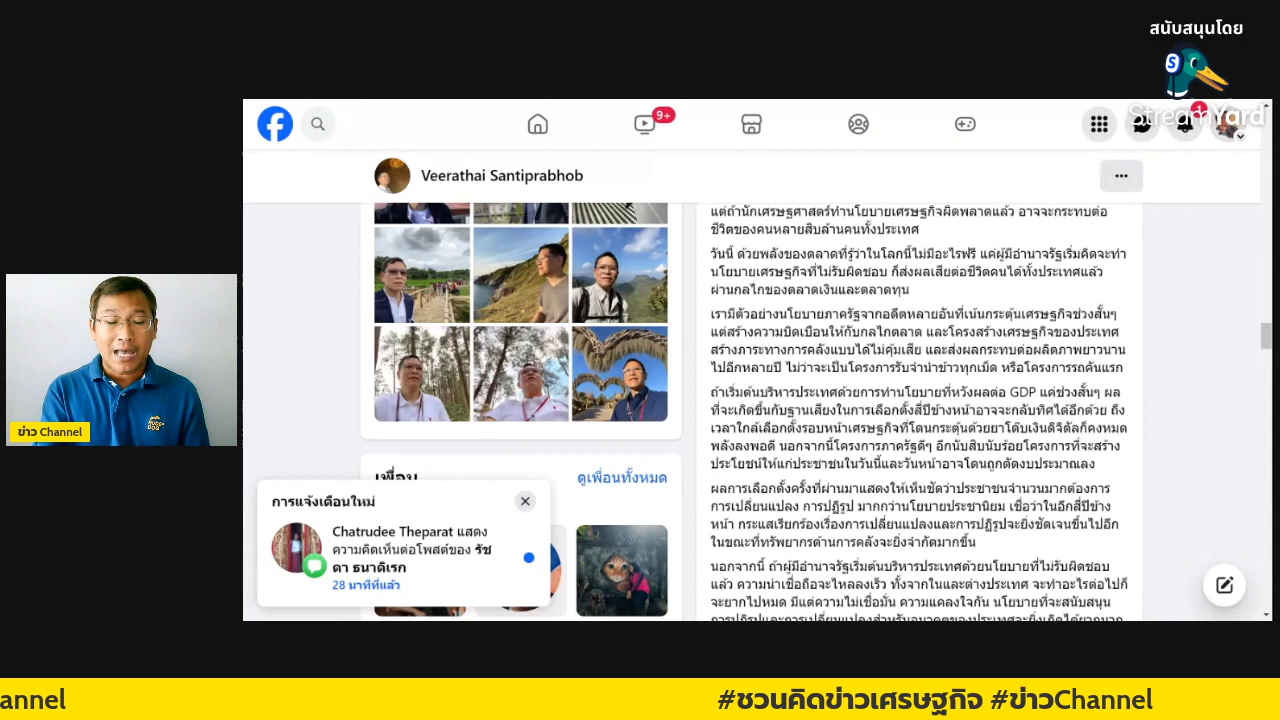 สนับสนุนโดย
StreamYard
9+
1
Veerathai Santiprabhob
แต่ถ้านักเศรษฐศาสตร์ทำนโยบายเศรษฐกิจผิดพลาดแล้ว อาจจะกระทบต่อ
ชีวิตของคนหลายสิบล้านคนทั้งประเทศ
วันนี้ ด้วยพลังของตลาดที่รู้ว่าในโลกนี้ไม่มีอะไรฟรี แค่ผู้มีอำนาจรัฐเริ่มคิดจะทำ
นโยบายเศรษฐกิจที่ไม่รับผิดชอบ ก็ส่งผลเสียต่อชีวิตคนได้ทั้งประเทศแล้ว
ผ่านกลไกของตลาดเงินและตลาดทุน
เรามีตัวอย่างนโยบายภาครัฐจากอดีตหลายอันที่เน้นกระตุ้นเศรษฐกิจช่วงสั้นๆ
แต่สร้างความบิดเบือนให้กับกลไกตลาด และโครงสร้างเศรษฐกิจของประเทศ
สร้างภาระทางการคลังแบบได้ไม่คุ้มเสีย และส่งผลกระทบต่อผลิตภาพยาวนาน
ไปอีกหลายปี ไม่ว่าจะเป็นโครงการรับจำนำข้าวทุกเม็ด หรือโครงการรถคันแรก
ถ้าเริ่มต้นบริหารประเทศด้วยการทำนโยบายที่หวังผลต่อ GDP แค่ช่วงสั้นๆ ผล
ที่จะเกิดขึ้นกับฐานเสียงในการเลือกตั้งสี่ปีข้างหน้าอาจจะกลับทิศได้อีกด้วย ถึง
เวลาใกล้เลือกตั้งรอบหน้าเศรษฐกิจที่โดนกระตุ้นด้วยยาโด๊บเงินดิจิตัลก็คงหมด
พลังลงพอดี นอกจากนี้โครงการภาครัฐดีๆ อีกนับสิบนับร้อยโครงการที่จะสร้าง
ประโยชน์ให้แก่ประชาชนในวันนี้และวันหน้าอาจโดนถูกตัดงบประมาณลง
ผลการเลือกตั้งครั้งที่ผ่านมาแสดงให้เห็นชัดว่าประชาชนจำนวนมากต้องการ
การเปลี่ยนแปลง การปฏิรูป มากกว่านโยบายประชานิยม เชื่อว่าในอีกสี่ปีข้าง
หน้า กระแสเรียกร้องเรื่องการเปลี่ยนแปลงและการปฏิรูปจะยิ่งชัดเจนขึ้นไปอีก
ในขณะที่ทรัพยากรด้านการคลังจะยิ่งจำกัดมากขึ้น
นอกจากนี้ ถ้าผู้มีอำนาจรัฐเริ่มต้นบริหารประเทศด้วยนโยบายที่ไม่รับผิดชอบ
แล้ว ความน่าเชื่อถือจะไหลลงเร็ว ทั้งจากในและต่างประเทศ จะทำอะไรต่อไปก็
จะยากไปหมด มีแต่ความไม่เชื่อมั่น ความแคลงใจกัน นโยบายที่จะสนับสนุน
การปฏิรูปและการเปลี่ยนแปลงสำหรับอนาคตของประเทศจะยิ่งเกิดได้ยากมาก
เพื่อน
ดูเพื่อนทั้งหมด
การแจ้งเตือนใหม่
Chatrudee Theparat แสดง
ความคิดเห็นต่อโพสต์ของ รัช
ดา ธนาดิเรก
28 นาทีที่แล้ว
ข่าว Channel
annel
#ชวนคิดข่าวเศรษฐกิจ #ข่าวChannel